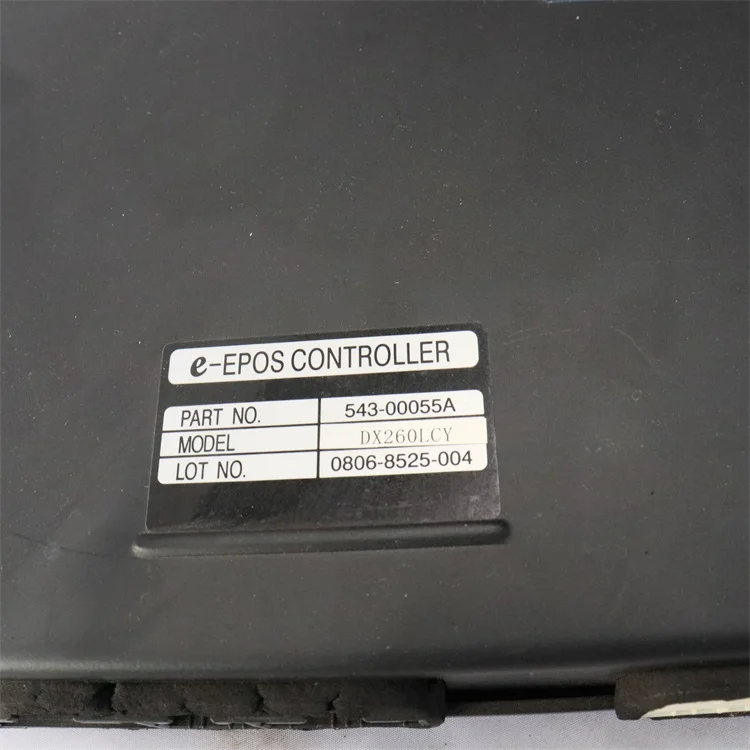 e-EPOS CONTROLLER
PART NO. 543-00055A
MODEL DX260LCY
LOT NO. 0806-8525-004